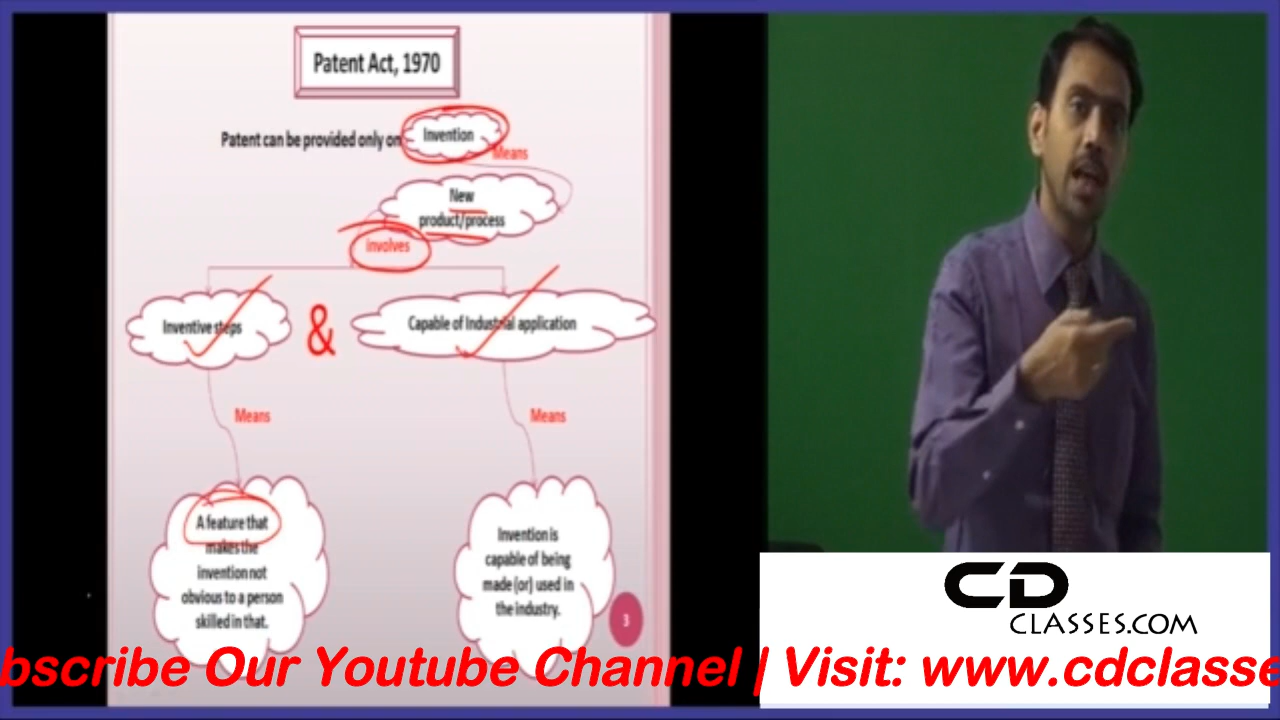 Patent Act, 1970
Patent can be provided only on
Invention
Means
New
product/process
involves
Inventive steps
&
Capable of Industrial application
Means
Means
A feature that
makes the
invention not
obvious to a person
skilled in that.
Invention is
capable of being
made (or) used in
the industry.
3
CD
CLASSES.COM
bscribe Our Youtube Channel | Visit: www.cdclasse